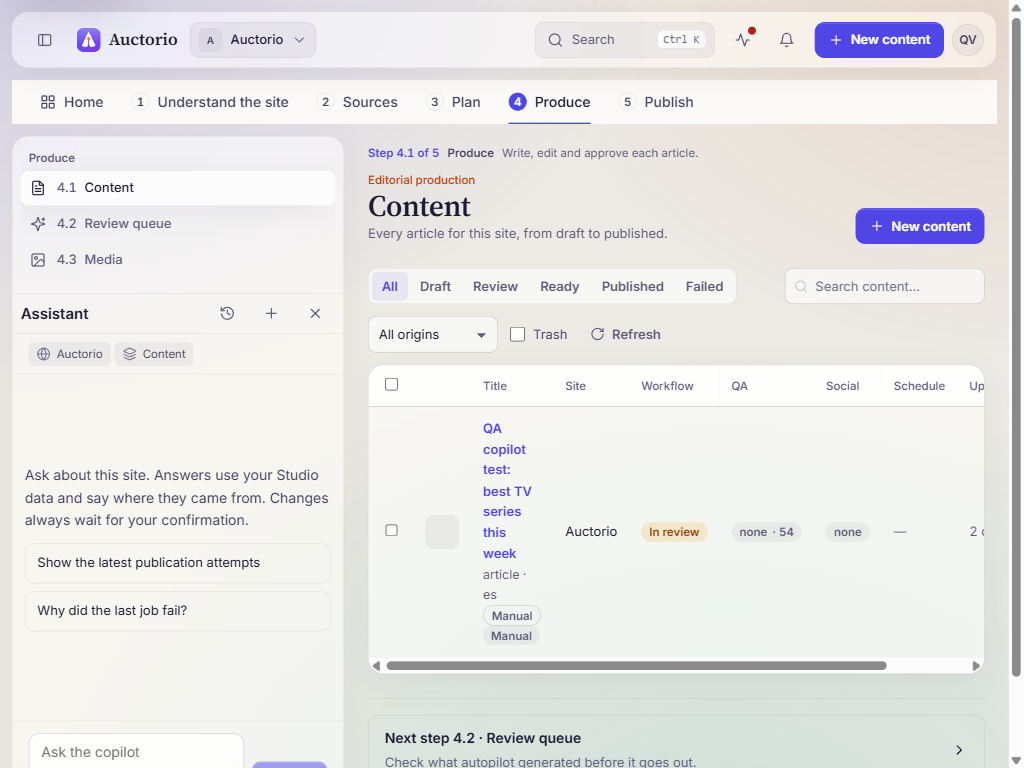 Auctorio
A
Auctorio
Search
Ctrl K
New content
QV
Home
1 Understand the site
2 Sources
3 Plan
4 Produce
5 Publish
Produce
4.1 Content
4.2 Review queue
4.3 Media
Assistant
Auctorio
Content
Ask about this site. Answers use your Studio
data and say where they came from. Changes
always wait for your confirmation.
Show the latest publication attempts
Why did the last job fail?
Ask the copilot
Step 4.1 of 5 Produce Write, edit and approve each article.
Editorial production
Content
Every article for this site, from draft to published.
New content
All Draft Review Ready Published Failed
Search content...
All origins
Trash
Refresh
Title Site Workflow QA Social Schedule Up
QA
copilot
test:
best TV
series
this
week
article ·
es
Manual
Manual
Auctorio
In review
none · 54
none
—
2
Next step 4.2 · Review queue
Check what autopilot generated before it goes out.